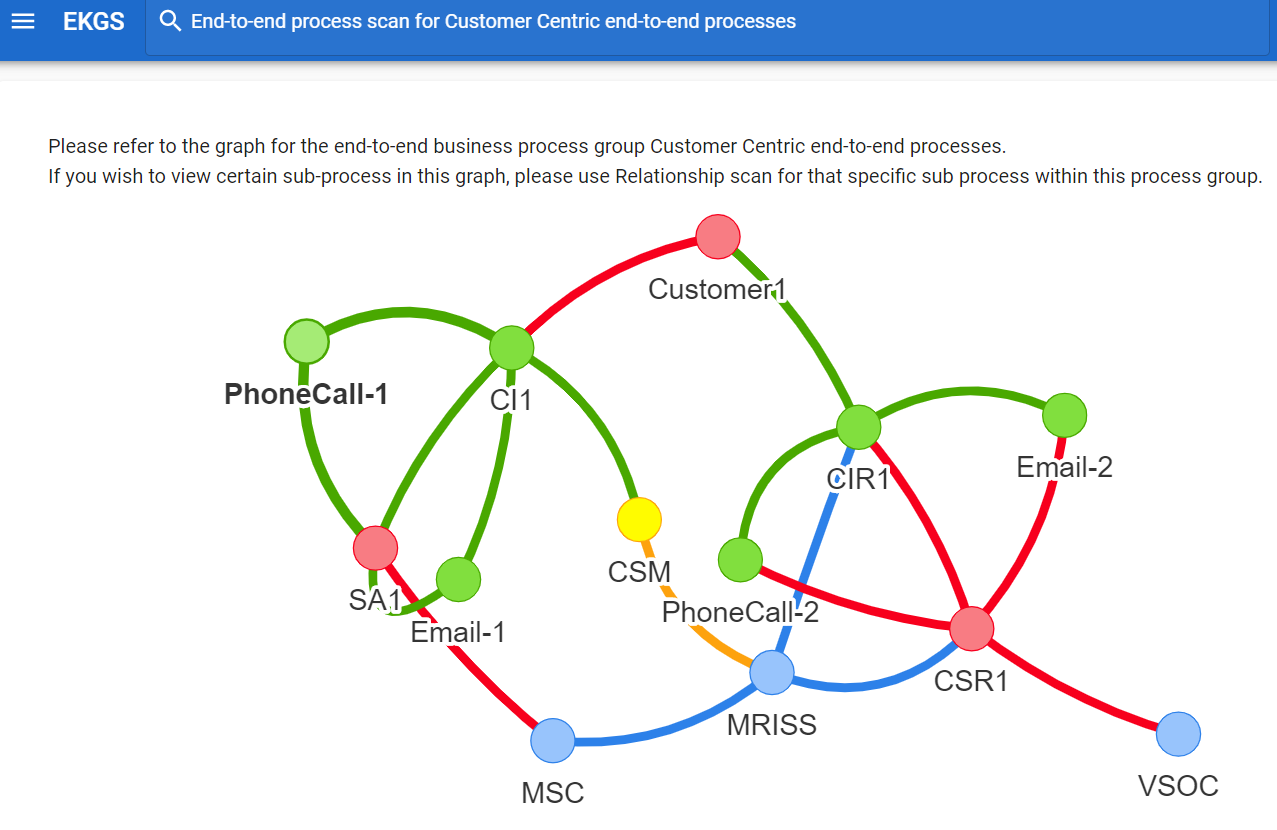 EKGS
End-to-end process scan for Customer Centric end-to-end processes
Please refer to the graph for the end-to-end business process group Customer Centric end-to-end processes.
If you wish to view certain sub-process in this graph, please use Relationship scan for that specific sub process within this process group.
Customer1
PhoneCall-1
CI1
Email-2
CIR1
CSM
SA1
PhoneCall-2
Email-1
CSR1
MRISS
VSOC
MSC